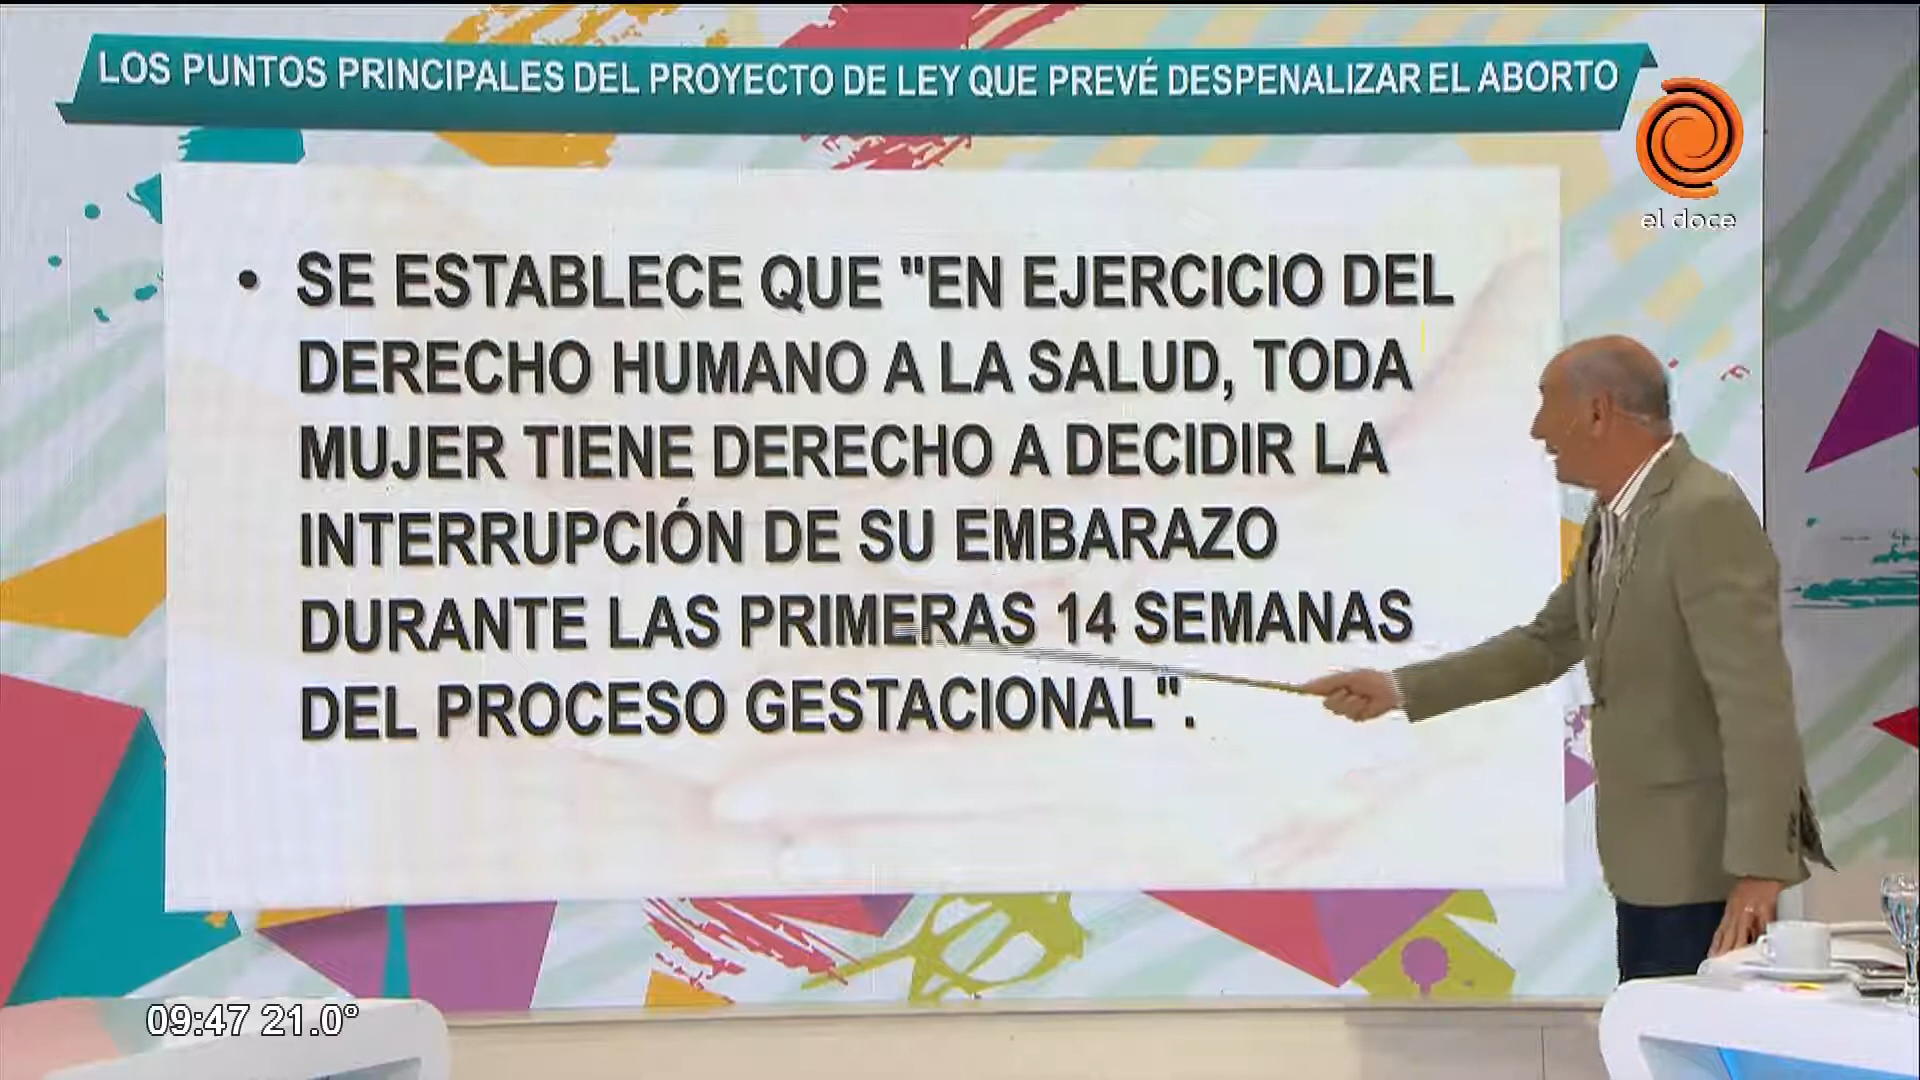 LOS PUNTOS PRINCIPALES DEL PROYECTO DE LEY QUE PREVÉ DESPENALIZAR EL ABORTO
el doce
• SE ESTABLECE QUE "EN EJERCICIO DEL
DERECHO HUMANO A LA SALUD, TODA
MUJER TIENE DERECHO A DECIDIR LA
INTERRUPCIÓN DE SU EMBARAZO
DURANTE LAS PRIMERAS 14 SEMANAS
DEL PROCESO GESTACIONAL".
09:47 21.0°